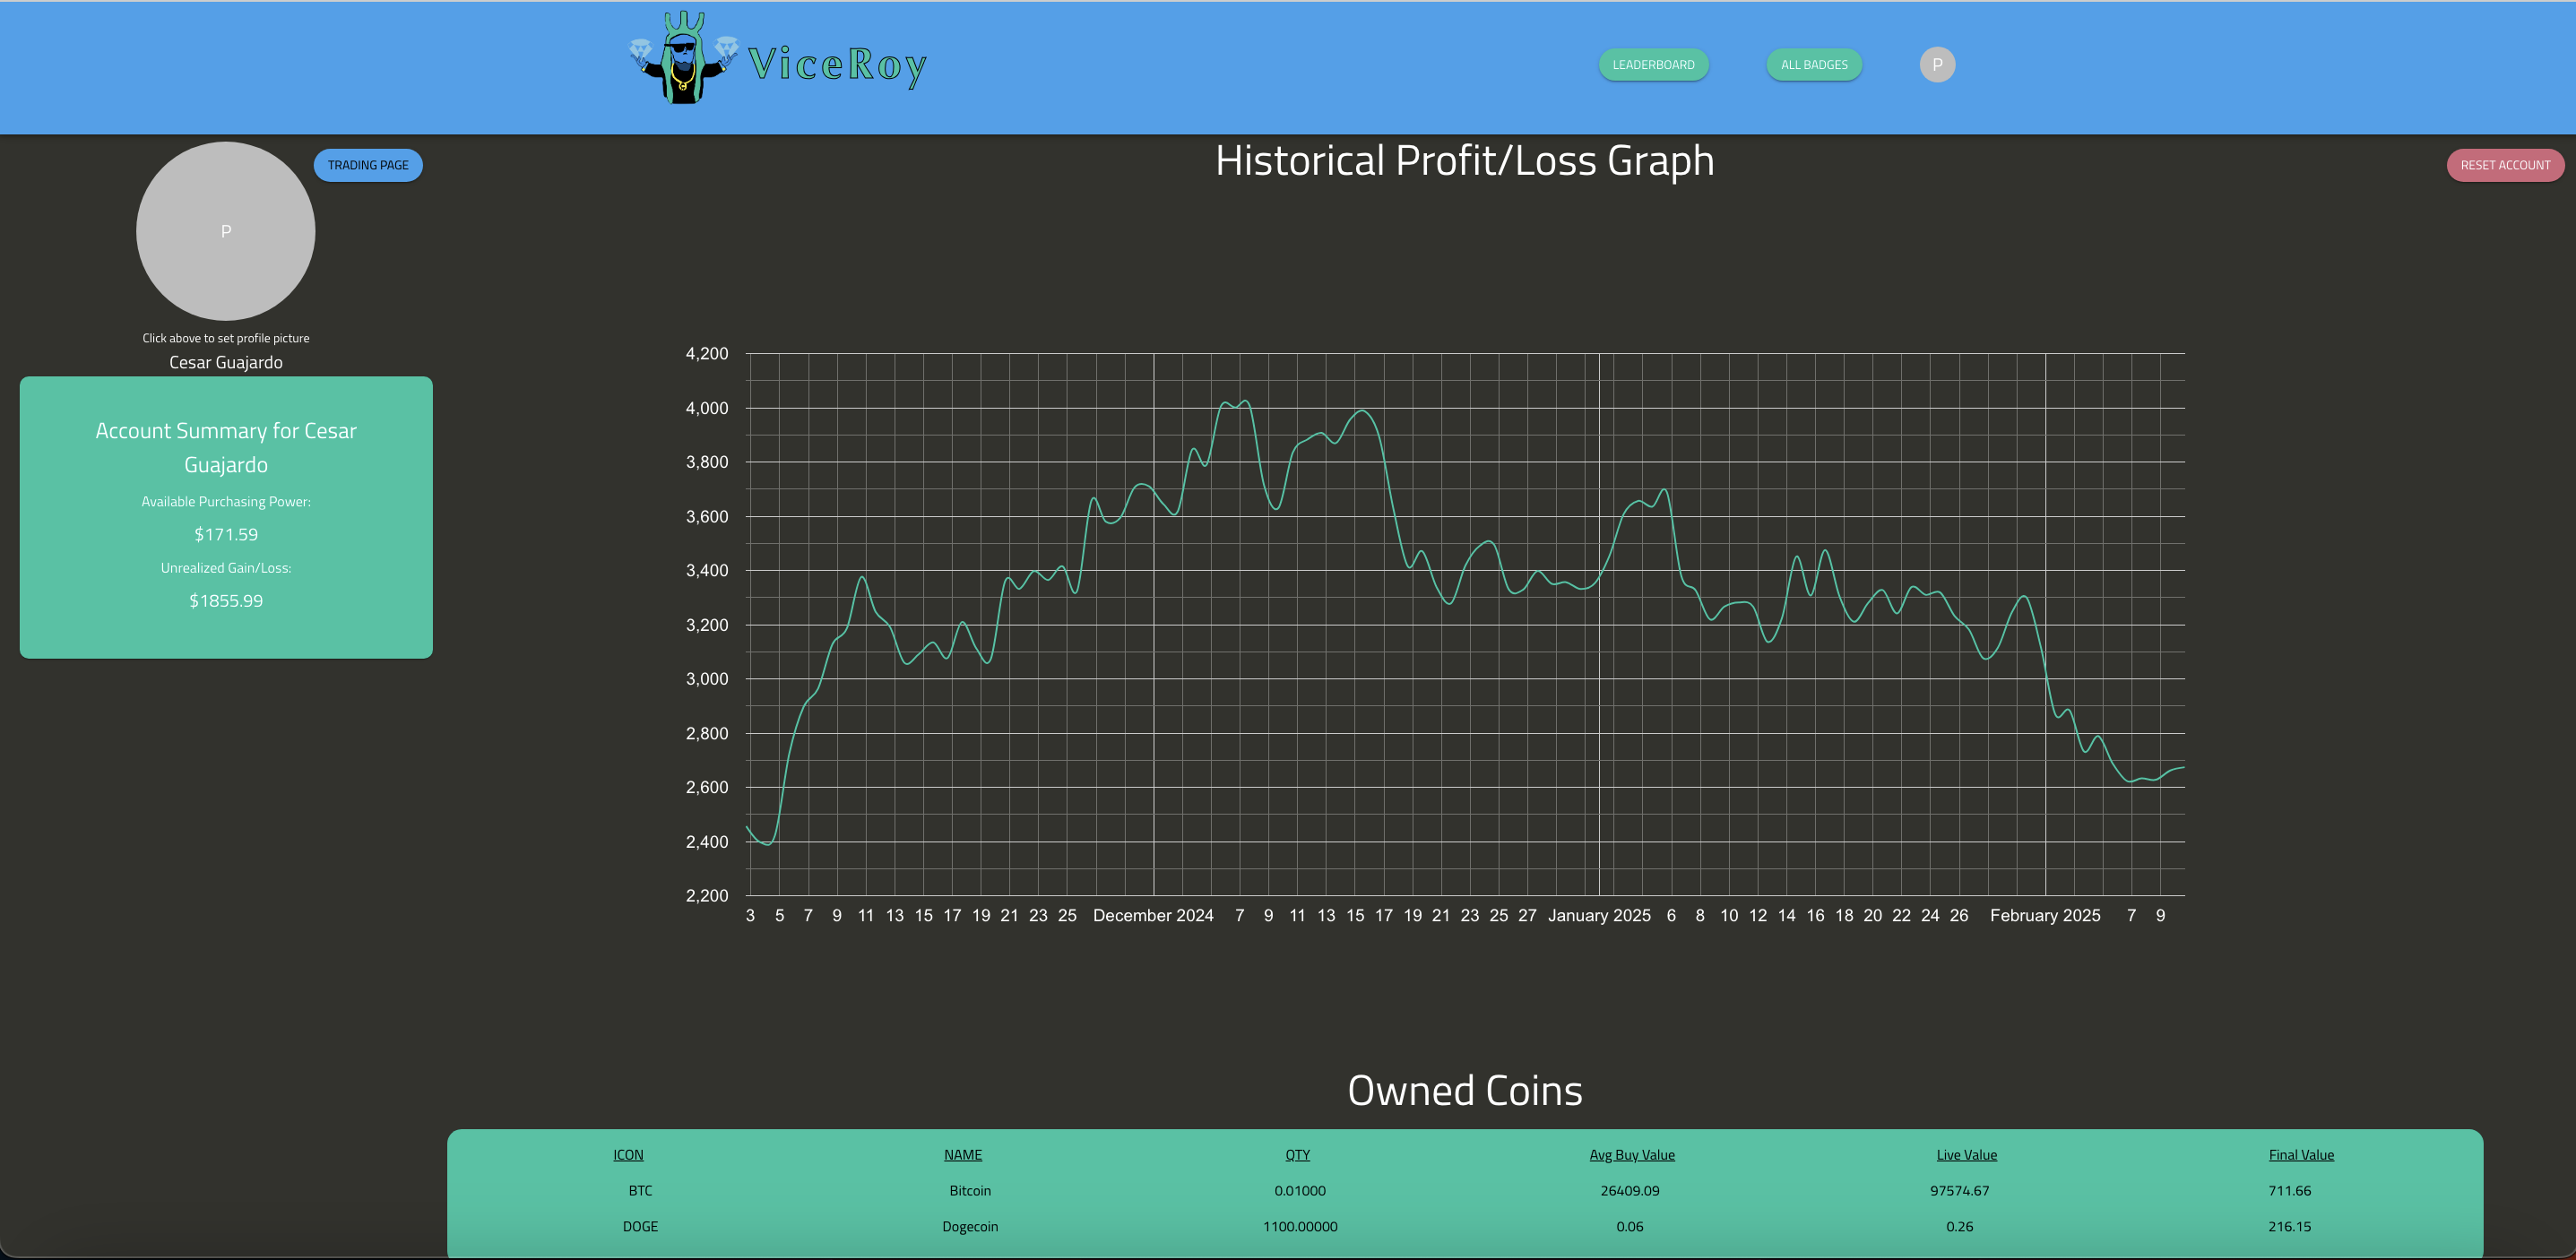 ViceRoy
LEADERBOARD
ALL BADGES
P
P
TRADING PAGE
Historical Profit/Loss Graph
RESET ACCOUNT
Click above to set profile picture
Cesar Guajardo
Account Summary for Cesar
Guajardo
Available Purchasing Power:
$171.59
Unrealized Gain/Loss:
$1855.99
4,200
4,000
3,800
3,600
3,400
3,200
3,000
2,800
2,600
2,400
2,200
3 5 7 9 11 13 15 17 19 21 23 25 December 2024 7 9 11 13 15 17 19 21 23 25 27 January 2025 6 8 10 12 14 16 18 20 22 24 26 February 2025 7 9
Owned Coins
ICON NAME QTY Avg Buy Value Live Value Final Value
BTC Bitcoin 0.01000 26409.09 97574.67 711.66
DOGE Dogecoin 1100.00000 0.06 0.26 216.15